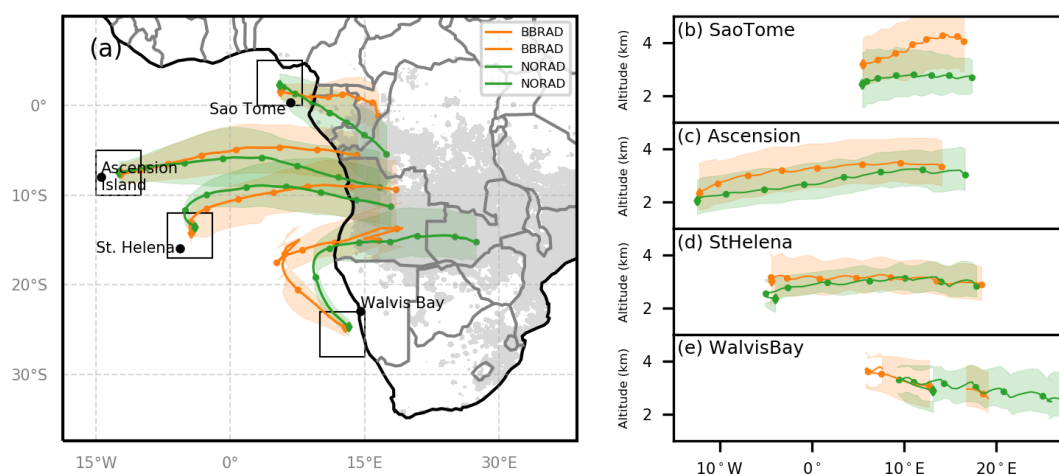 (a)
BBRAD
BBRAD
NORAD
NORAD
Sao Tome
Ascension
Island
St. Helena
Walvis Bay
0°
10°S
20°S
30°S
15°W
0°
15°E
30°E
(b) SaoTome
Altitude (km)
4
2
(c) Ascension
Altitude (km)
4
2
(d) StHelena
Altitude (km)
4
2
(e) WalvisBay
Altitude (km)
4
2
10°W
0°
10°E
20°E